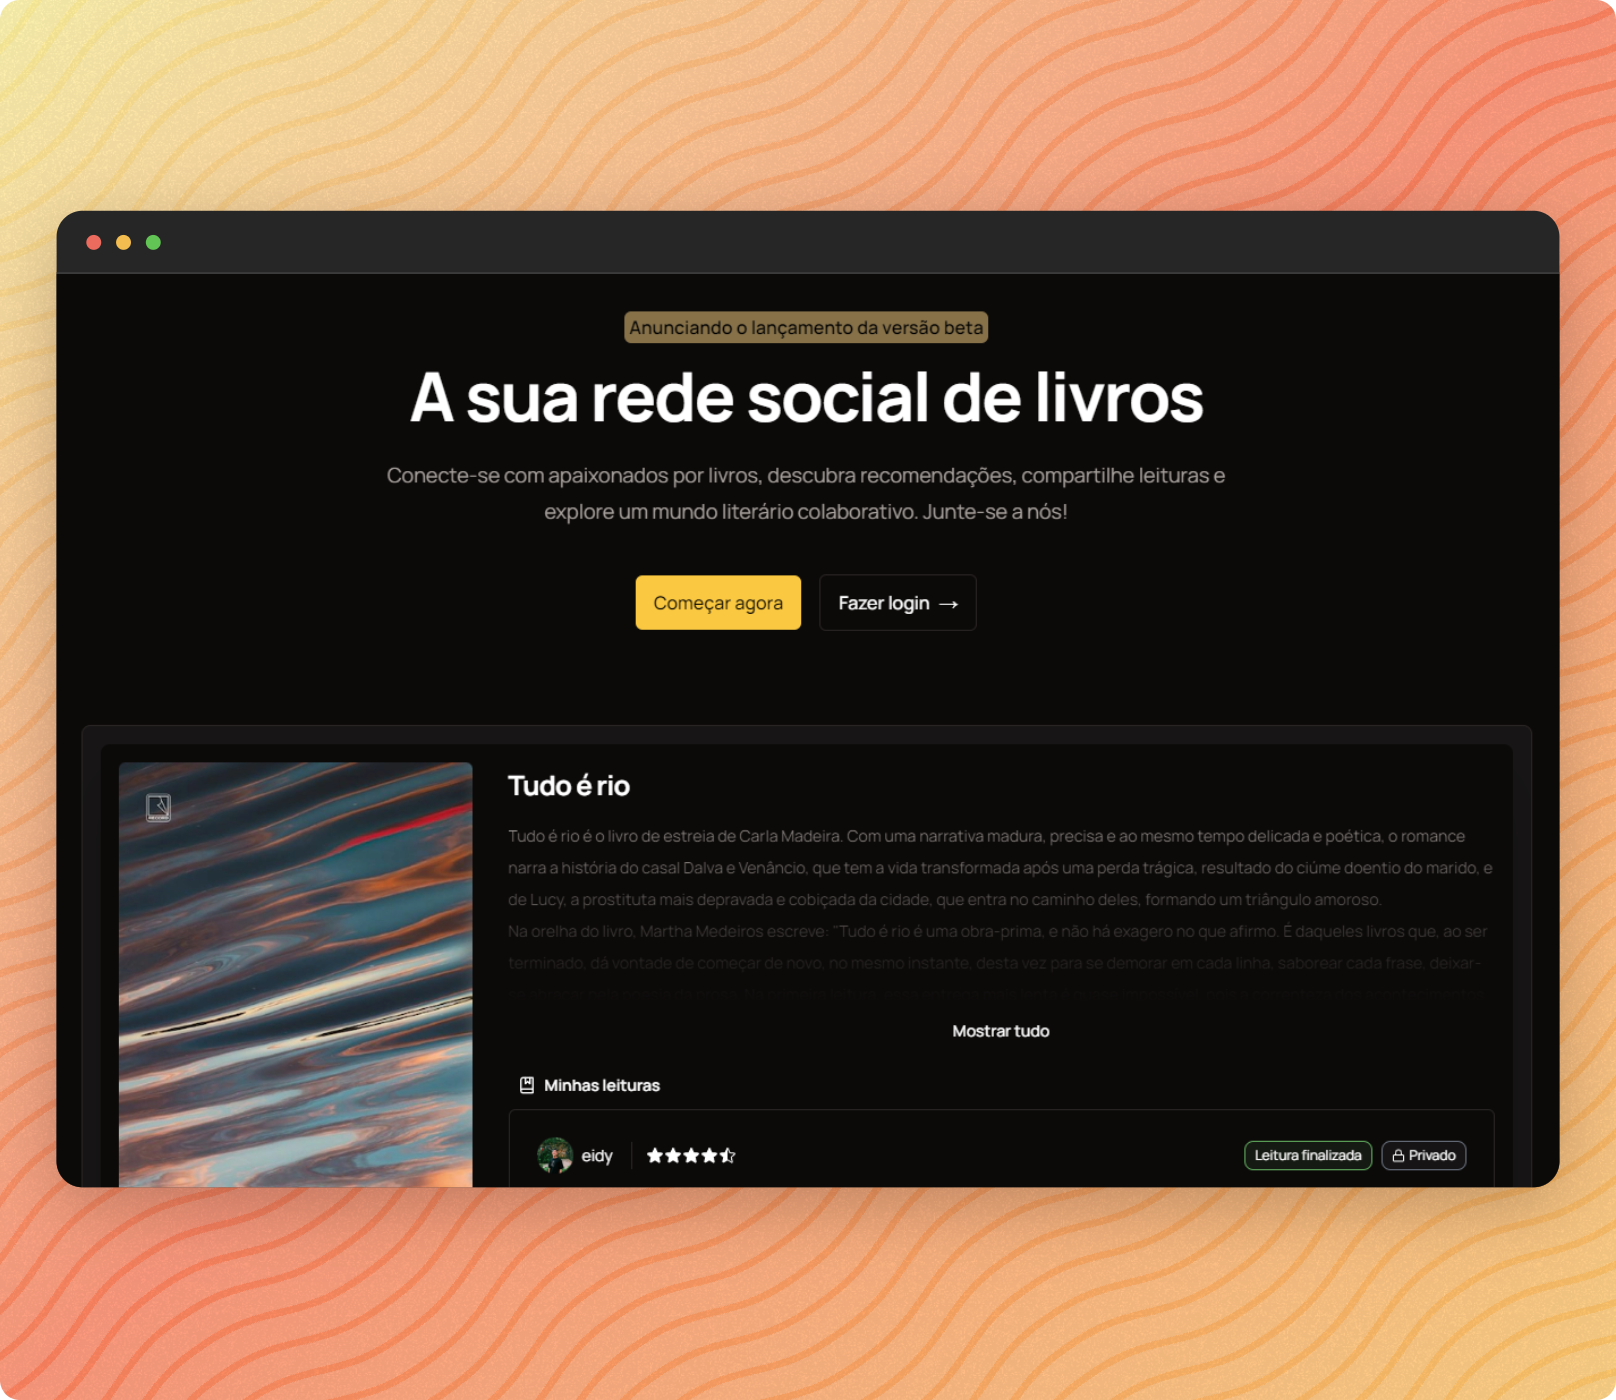 Anunciando o lançamento da versão beta
A sua rede social de livros
Conecte-se com apaixonados por livros, descubra recomendações, compartilhe leituras e
explore um mundo literário colaborativo. Junte-se a nós!
Começar agora
Fazer login →
Tudo é rio
Tudo é rio é o livro de estreia de Carla Madeira. Com uma narrativa madura, precisa e ao mesmo tempo delicada e poética, o romance
narra a história do casal Dalva e Venâncio, que tem a vida transformada após uma perda trágica, resultado do ciúme doentio do marido, e
de Lucy, a prostituta mais depravada e cobiçada da cidade, que entra no caminho deles, formando um triângulo amoroso.
Na orelha do livro, Martha Medeiros escreve: "Tudo é rio é uma obra-prima, e não há exagero no que afirmo. É daqueles livros que, ao ser
terminado, dá vontade de começar de novo, no mesmo instante, desta vez para se demorar em cada linha, saborear cada frase, deixar-
Mostrar tudo
Minhas leituras
eidy
Leitura finalizada
Privado